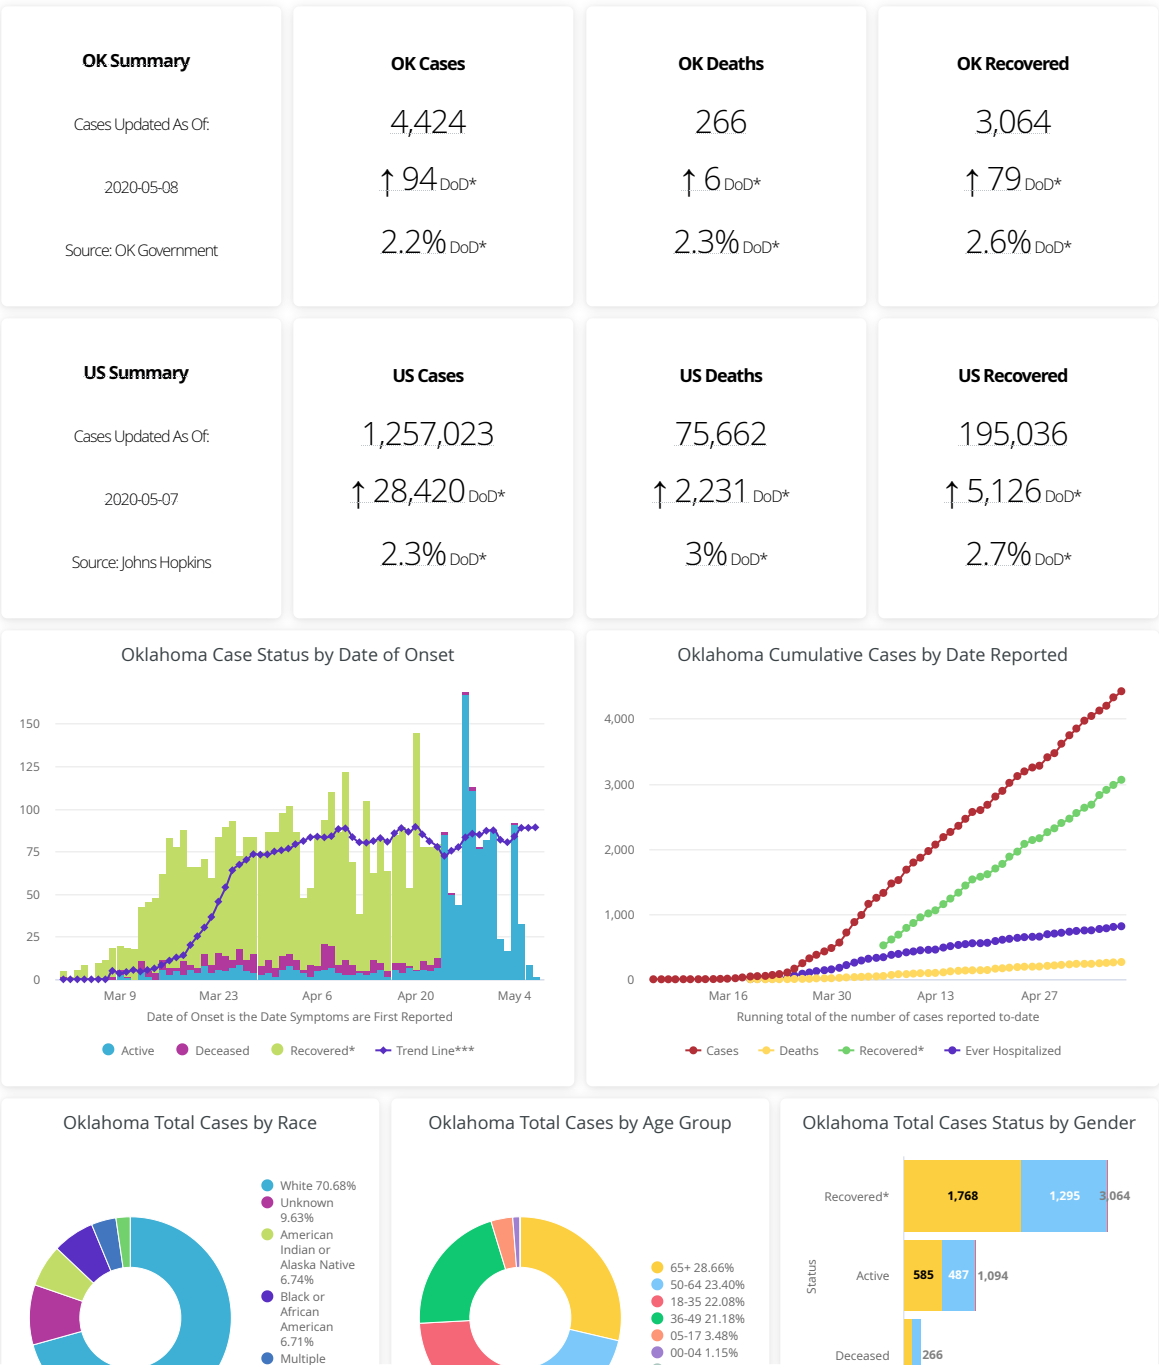 OK Summary
Cases Updated As Of:
2020-05-08
Source: OK Government
OK Cases
4,424
↑ 94 DoD*
2.2% DoD*
OK Deaths
266
↑ 6 DoD*
2.3% DoD*
OK Recovered
3,064
↑ 79 DoD*
2.6% DoD*
US Summary
Cases Updated As Of:
2020-05-07
Source: Johns Hopkins
US Cases
1,257,023
↑ 28,420 DoD*
2.3% DoD*
US Deaths
75,662
↑ 2,231 DoD*
3% DoD*
US Recovered
195,036
↑ 5,126 DoD*
2.7% DoD*
Oklahoma Case Status by Date of Onset
150
125
100
75
50
25
0
Mar 9 Mar 23 Apr 6 Apr 20 May 4
Date of Onset is the Date Symptoms are First Reported
Active Deceased Recovered* Trend Line***
Oklahoma Cumulative Cases by Date Reported
4,000
3,000
2,000
1,000
0
Mar 16 Mar 30 Apr 13 Apr 27
Running total of the number of cases reported to-date
Cases Deaths Recovered* Ever Hospitalized
Oklahoma Total Cases by Race
White 70.68%
Unknown
9.63%
American
Indian or
Alaska Native
6.74%
Black or
African
American
6.71%
Multiple
Oklahoma Total Cases by Age Group
65+ 28.66%
50-64 23.40%
18-35 22.08%
36-49 21.18%
05-17 3.48%
00-04 1.15%
Oklahoma Total Cases Status by Gender
Status
Recovered* 1,768 1,295 3,064
Active 585 487 1,094
Deceased 266